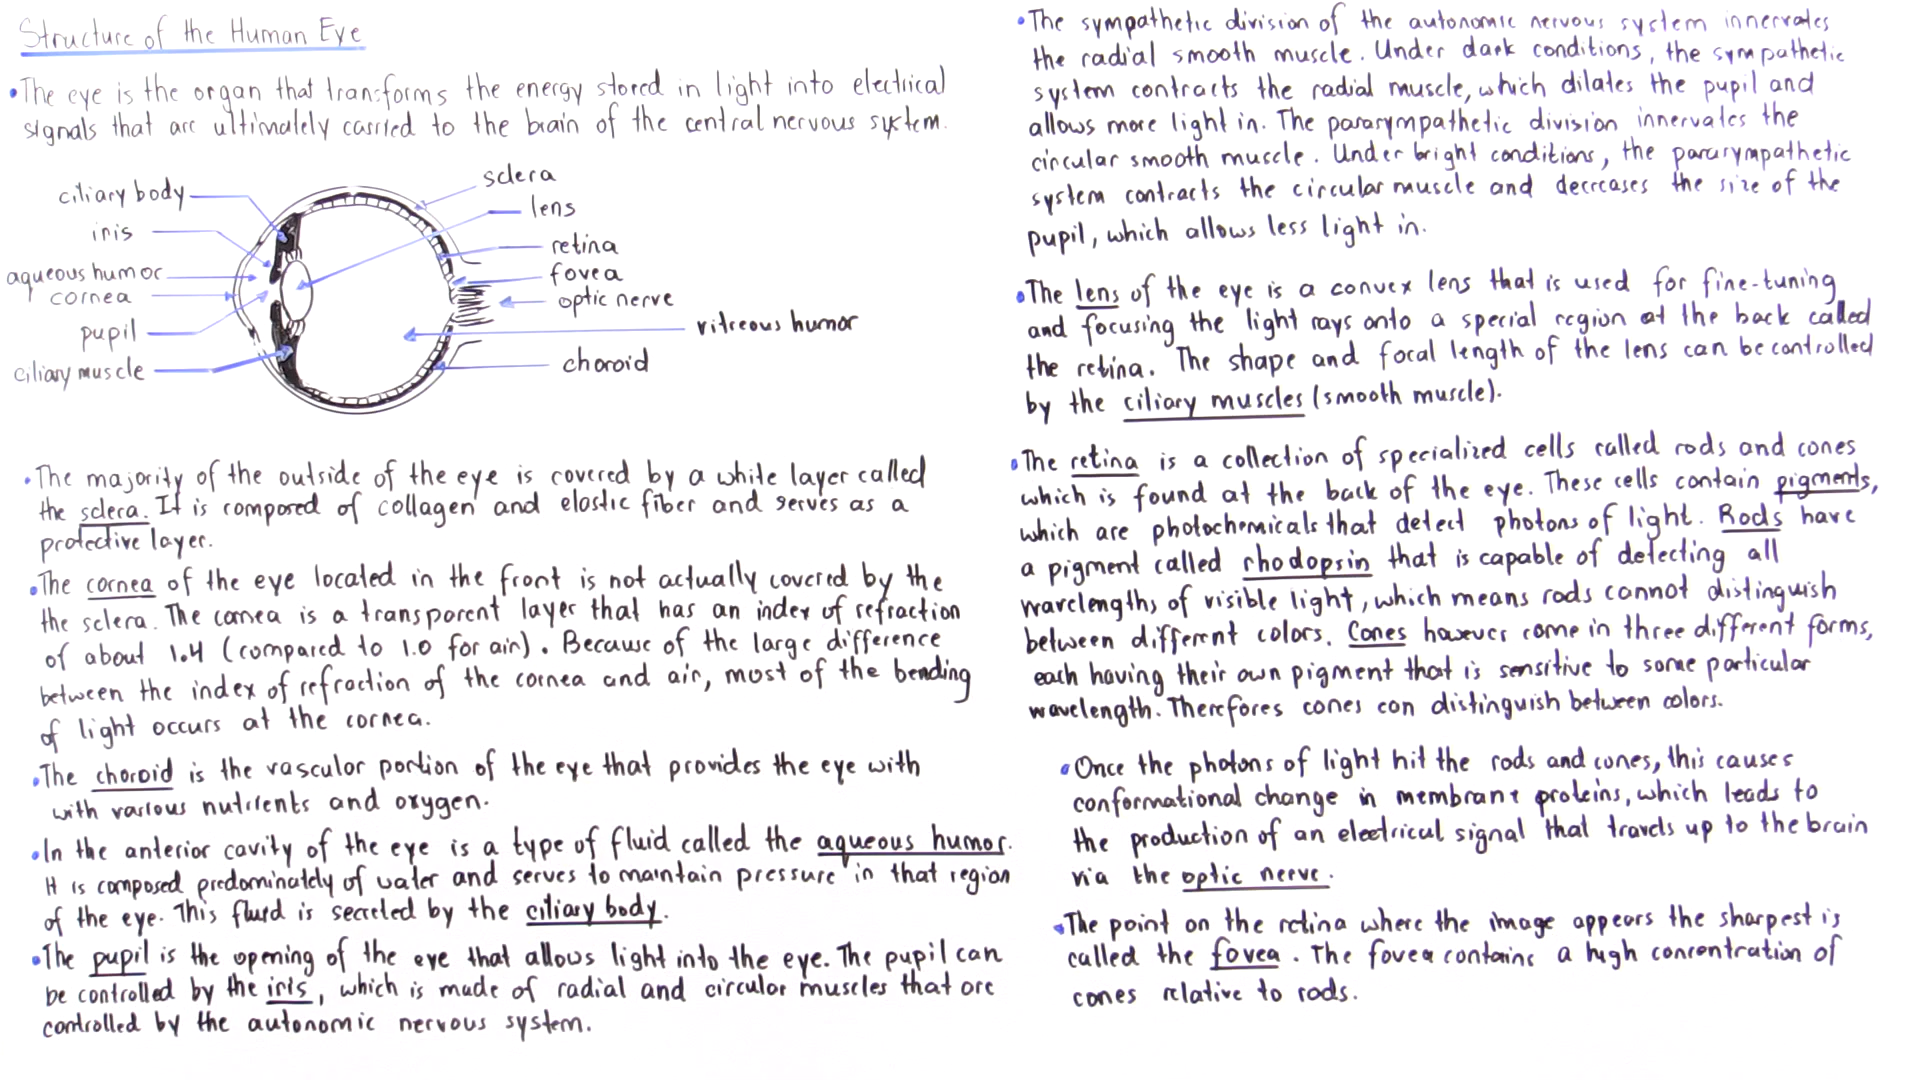 Structure of the Human Eye
•The eye is the organ that transforms the energy stored in light into electrical
signals that are ultimately carried to the brain of the central nervous system.
ciliary body
iris
aqueous humor
cornea
pupil
ciliary muscle
sclera
lens
retina
fovea
optic nerve
vitreous humor
choroid
•The majority of the outside of the eye is covered by a white layer called
the sclera. It is composed of collagen and elastic fiber and serves as a
protective layer.
•The cornea of the eye located in the front is not actually covered by the
the sclera. The cornea is a transparent layer that has an index of refraction
of about 1.4 (compared to 1.0 for air). Because of the large difference
between the index of refraction of the cornea and air, most of the bending
of light occurs at the cornea.
•The choroid is the vascular portion of the eye that provides the eye with
with various nutrients and oxygen.
•In the anterior cavity of the eye is a type of fluid called the aqueous humor.
It is composed predominately of water and serves to maintain pressure in that region
of the eye. This fluid is secreted by the ciliary body.
•The pupil is the opening of the eye that allows light into the eye. The pupil can
be controlled by the iris, which is made of radial and circular muscles that are
controlled by the autonomic nervous system.
•The sympathetic division of the autonomic nervous system innervates
the radial smooth muscle. Under dark conditions, the sympathetic
system contracts the radial muscle, which dilates the pupil and
allows more light in. The parasympathetic division innervates the
circular smooth muscle. Under bright conditions, the parasympathetic
system contracts the circular muscle and decreases the size of the
pupil, which allows less light in.
•The lens of the eye is a convex lens that is used for fine-tuning
and focusing the light rays onto a special region at the back called
the retina. The shape and focal length of the lens can be controlled
by the ciliary muscles (smooth muscle).
•The retina is a collection of specialized cells called rods and cones
which is found at the back of the eye. These cells contain pigments,
which are photochemicals that detect photons of light. Rods have
a pigment called rhodopsin that is capable of detecting all
wavelengths of visible light, which means rods cannot distinguish
between different colors. Cones however come in three different forms,
each having their own pigment that is sensitive to some particular
wavelength. Therefores cones can distinguish between colors.
•Once the photons of light hit the rods and cones, this causes
conformational change in membrane proteins, which leads to
the production of an electrical signal that travels up to the brain
via the optic nerve.
•The point on the retina where the image appears the sharpest is
called the fovea. The fovea contains a high concentration of
cones relative to rods.